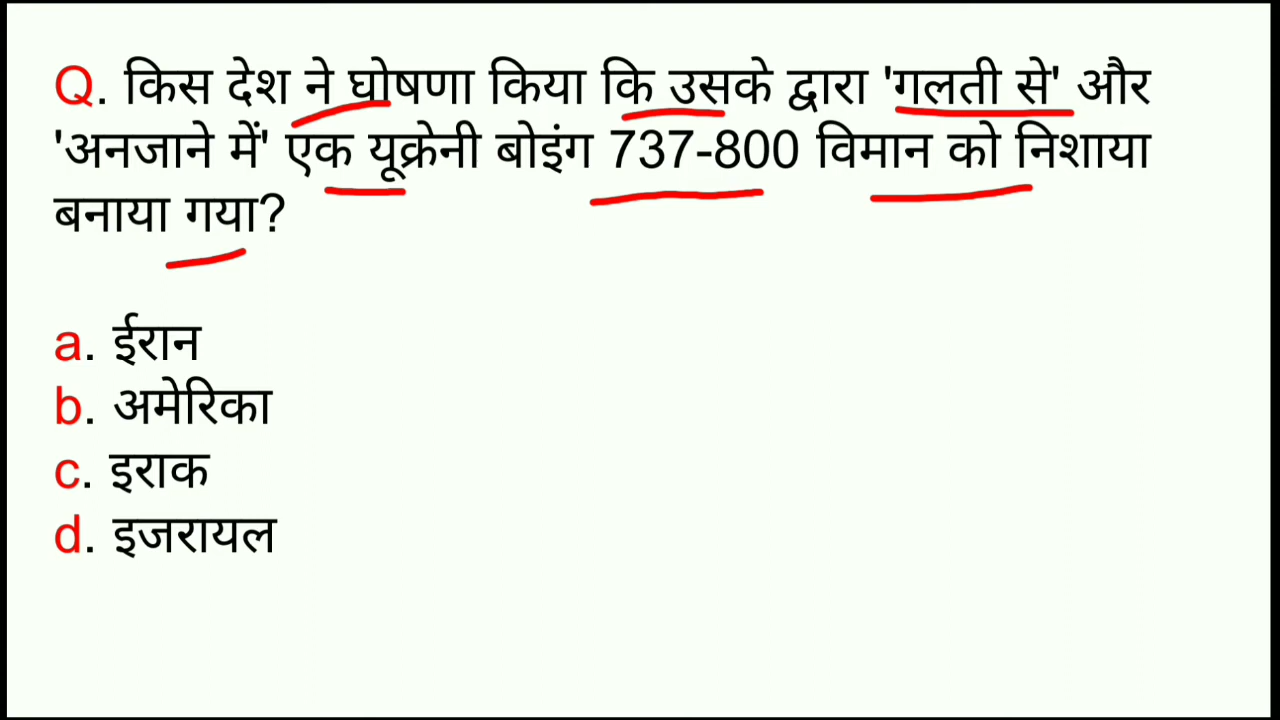 Q. किस देश ने घोषणा किया कि उसके द्वारा 'गलती से' और
'अनजाने में' एक यूक्रेनी बोइंग 737-800 विमान को निशाया
बनाया गया?
a. ईरान
b. अमेरिका
c. इराक
d. इजरायल